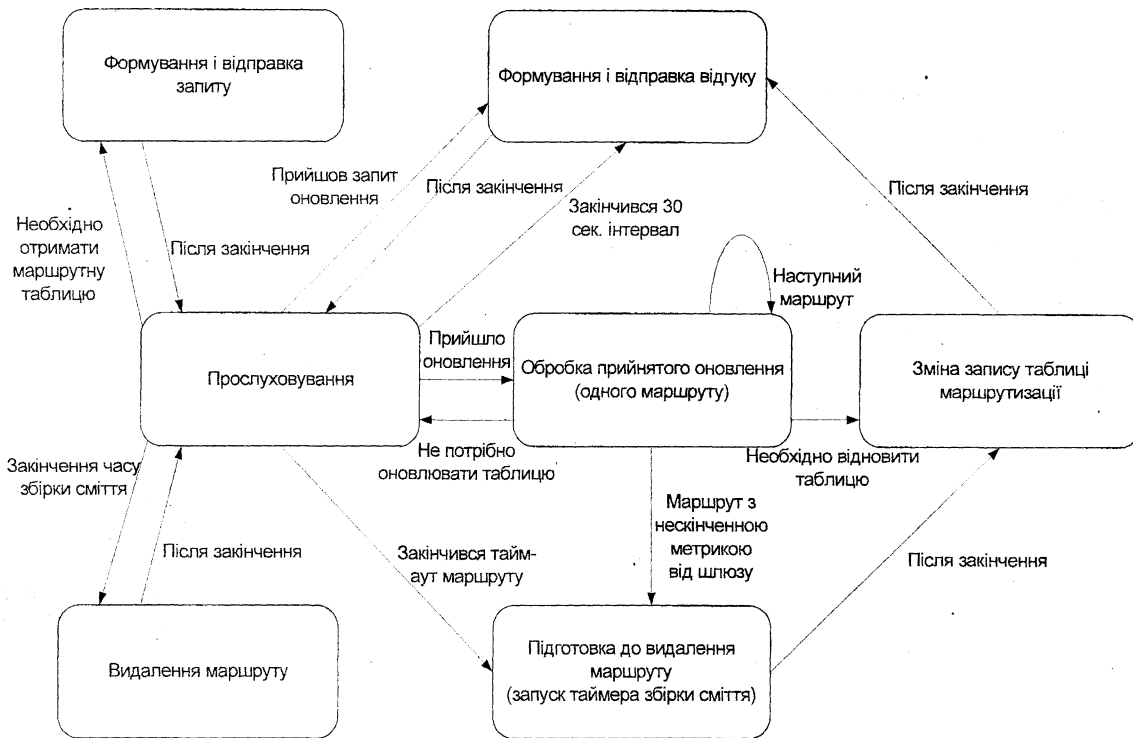 Формування і відправка
запиту
Формування і відправка відгуку
Прийшов запит
оновлення
Після закінчення
Після закінчення
Закінчився 30
сек. інтервал
Необхідно
отримати
маршрутну
таблицю
Після закінчення
Наступний
маршрут
Прослуховування
Прийшло
оновлення
Обробка прийнятого оновлення
(одного маршруту)
Зміна запису таблиці
маршрутизації
Не потрібно
оновлювати таблицю
Необхідно відновити
таблицю
Закінчення часу
збірки сміття
Після закінчення
Закінчився тайм-
аут маршруту
Маршрут з
нескінченною
метрикою
від шлюзу
Після закінчення
Видалення маршруту
Підготовка до видалення
маршруту
(запуск таймера збірки сміття)